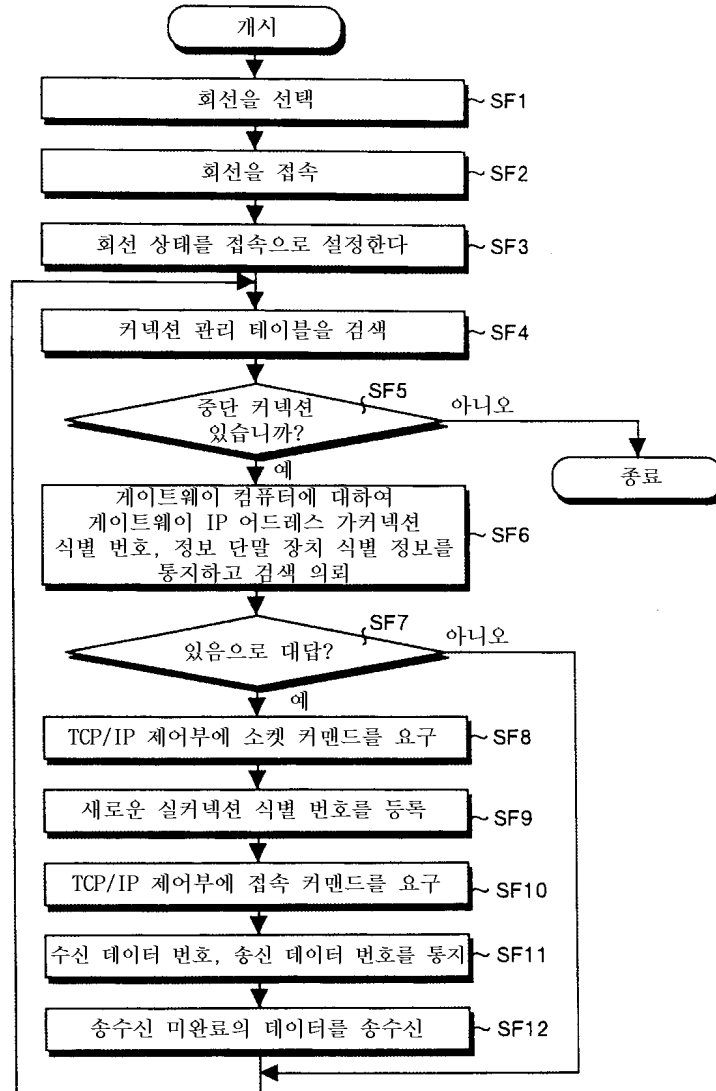 개시
회선을 선택
SF1
회선을 접속
SF2
회선 상태를 접속으로 설정한다
SF3
커넥션 관리 테이블을 검색
SF4
SF5
중단 커넥션
있습니까?
아니오
종료
예
게이트웨이 컴퓨터에 대하여
게이트웨이 IP 어드레스 가커넥션
식별 번호, 정보 단말 장치 식별 정보를
통지하고 검색 의뢰
SF6
SF7
있음으로 대답?
아니오
예
TCP/IP 제어부에 소켓 커맨드를 요구
SF8
새로운 실커넥션 식별 번호를 등록
SF9
TCP/IP 제어부에 접속 커맨드를 요구
SF10
수신 데이터 번호, 송신 데이터 번호를 통지
SF11
송수신 미완료의 데이터를 송수신
SF12